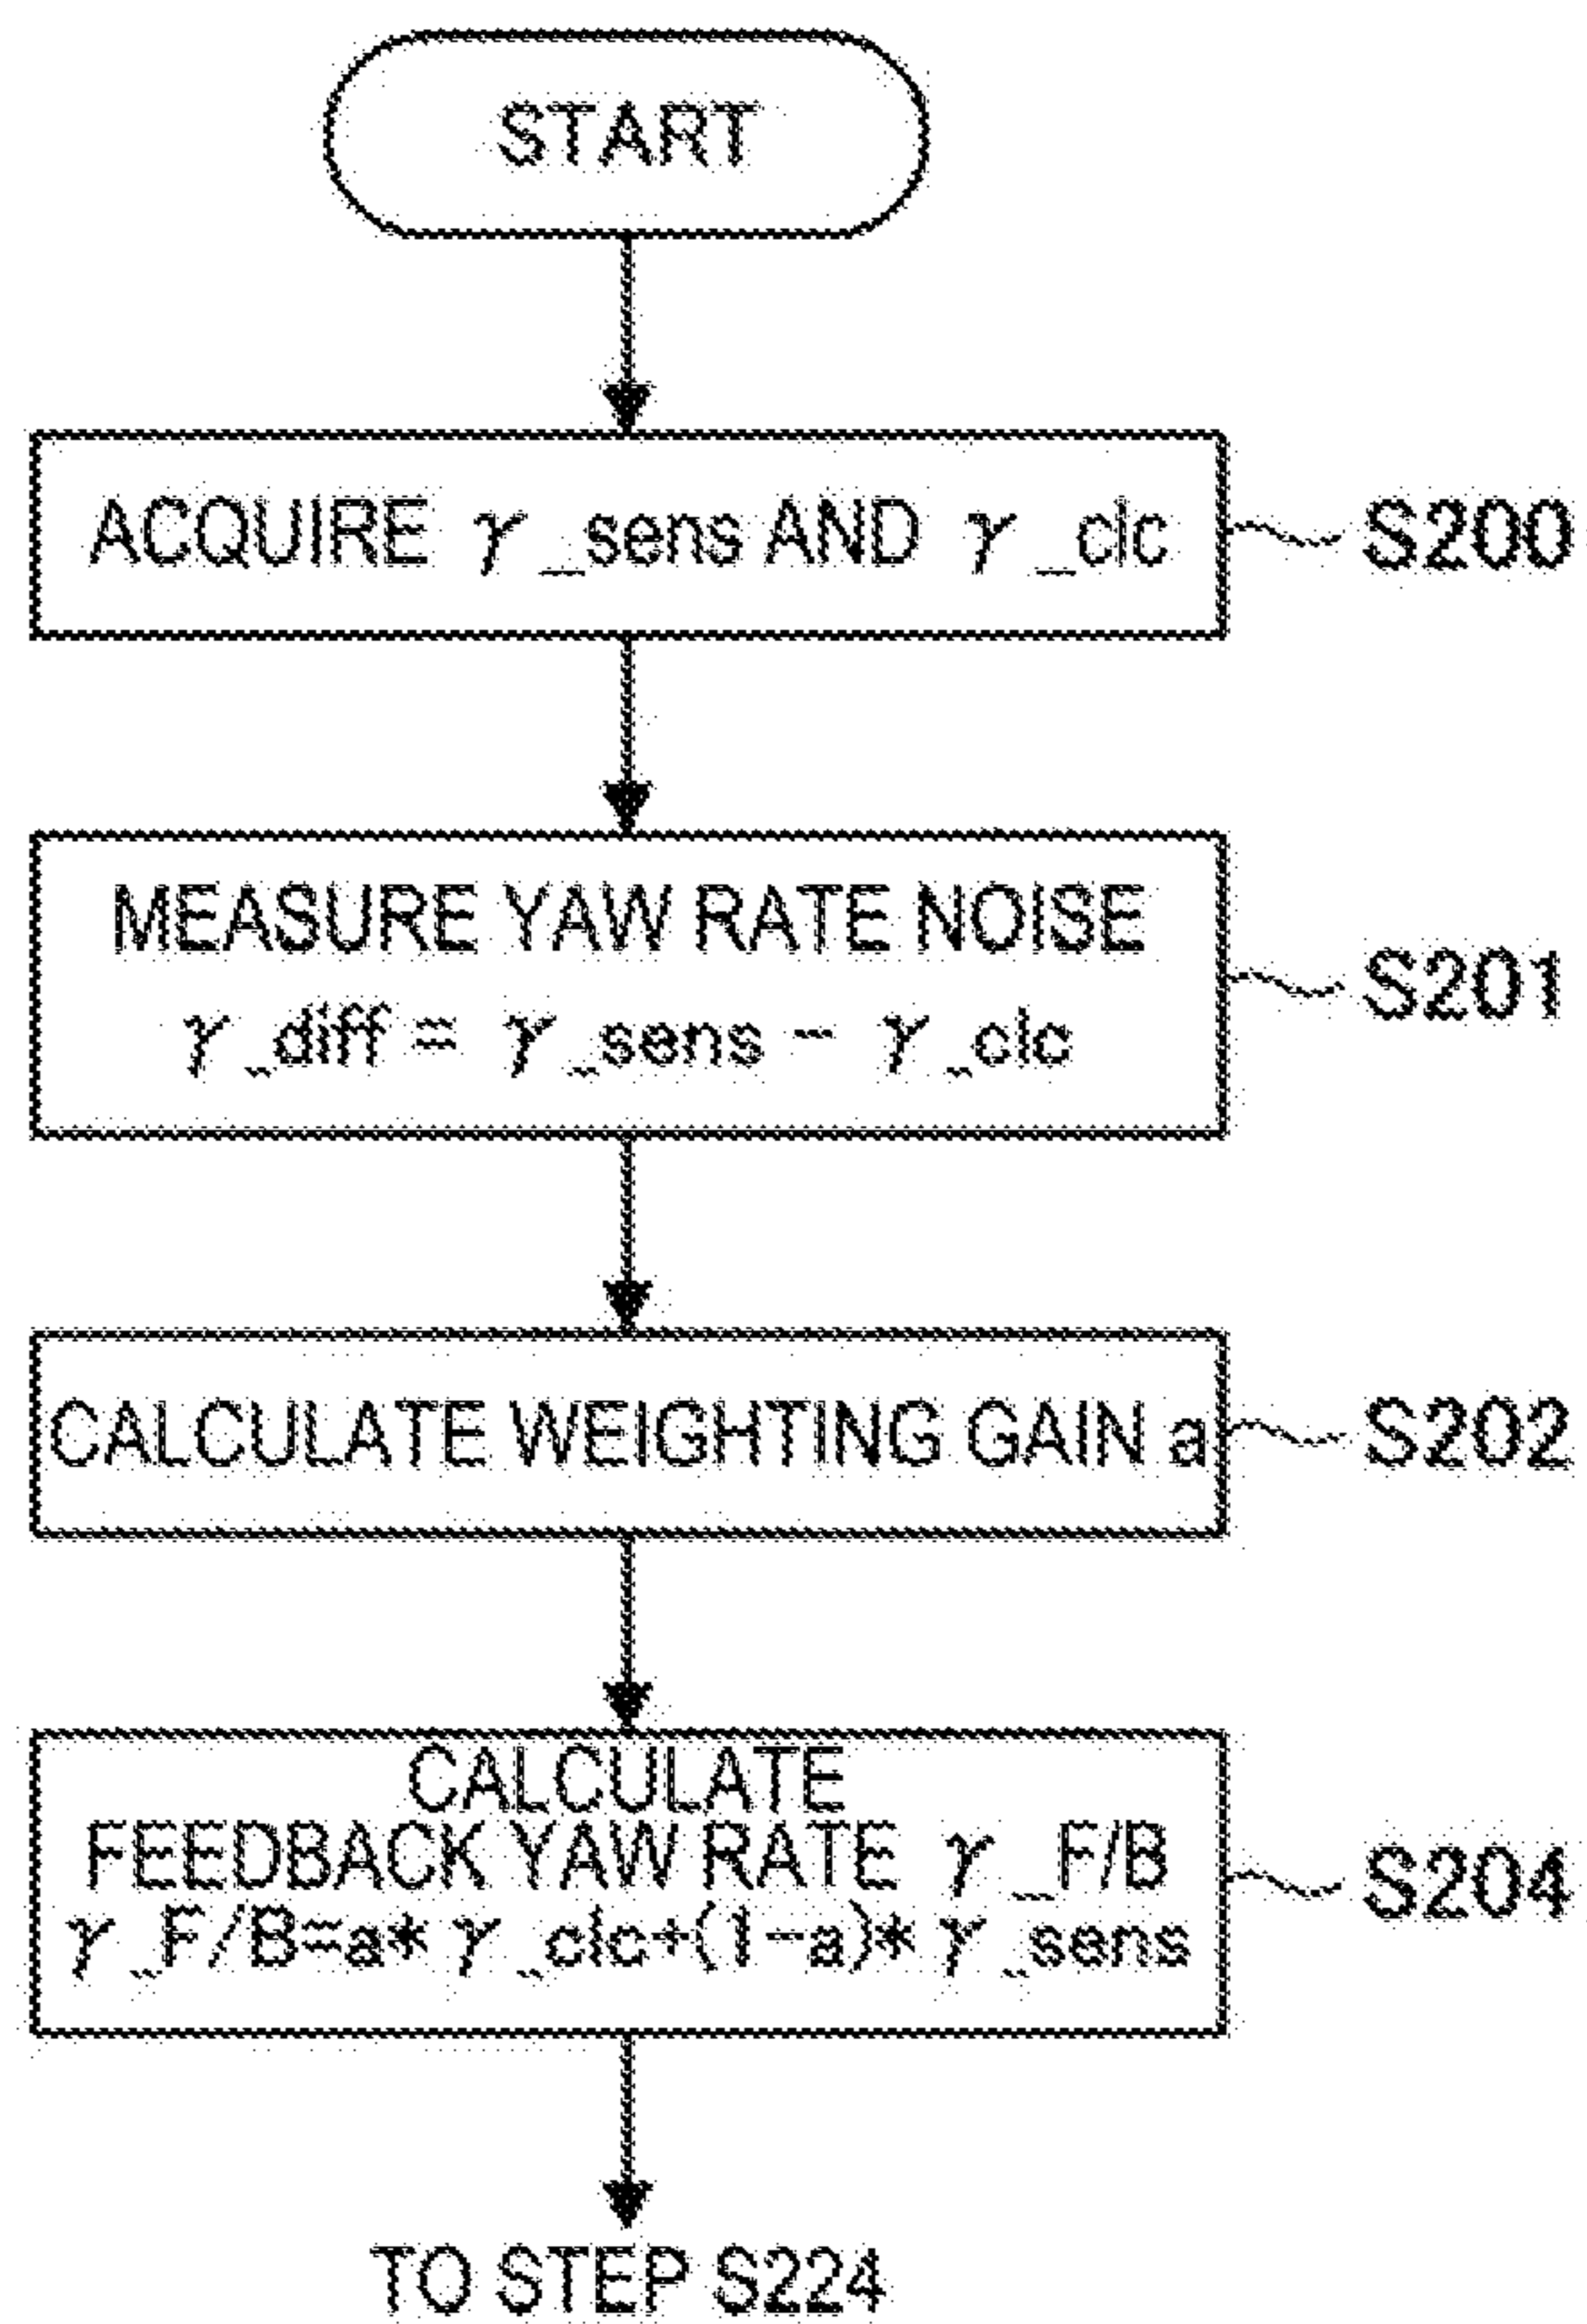 START
ACQUIRE γ_sens AND γ_clc
S200
MEASURE YAW RATE NOISE
γ_diff = γ_sens - γ_clc
S201
CALCULATE WEIGHTING GAIN a
S202
CALCULATE
FEEDBACK YAW RATE γ_F/B
γ_F/B=a*γ_clc+(1-a)*γ_sens
S204
TO STEP S224